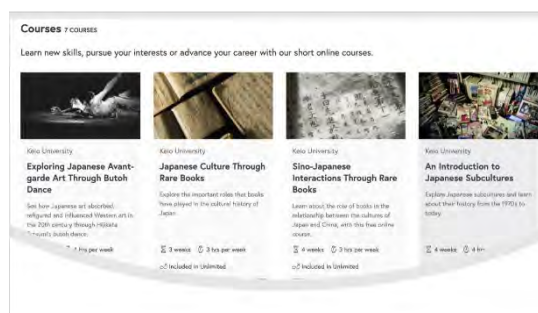 Courses 7 COURSES
Learn new skills, pursue your interests or advance your career with our short online courses.
Keio University
Exploring Japanese Avant-
garde Art Through Butoh
Dance
See how Japanese art absorbed,
refigured and influenced Western art in
the 20th century through Hijikata
butoh dance.
hrs per week
Keio University
Japanese Culture Through
Rare Books
Explore the important roles that books
have played in the cultural history of
Japan.
3 weeks 3 hrs per week
Included in Unlimited
Keio University
Sino-Japanese
Interactions Through Rare
Books
Learn about the role of books in the
relationship between the cultures of
Japan and China, with this free online
course.
4 weeks 3 hrs per week
Included in Unlimited
Keio University
An Introduction to
Japanese Subcultures
Explore Japanese subcultures and learn
about their history from the 1970s to
today.
4 weeks 4